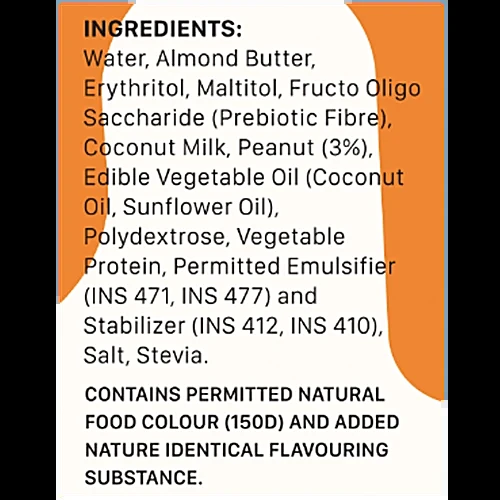 INGREDIENTS:
Water, Almond Butter,
Erythritol, Maltitol, Fructo Oligo
Saccharide (Prebiotic Fibre),
Coconut Milk, Peanut (3%),
Edible Vegetable Oil (Coconut
Oil, Sunflower Oil),
Polydextrose, Vegetable
Protein, Permitted Emulsifier
(INS 471, INS 477) and
Stabilizer (INS 412, INS 410),
Salt, Stevia.
CONTAINS PERMITTED NATURAL
FOOD COLOUR (150D) AND ADDED
NATURE IDENTICAL FLAVOURING
SUBSTANCE.